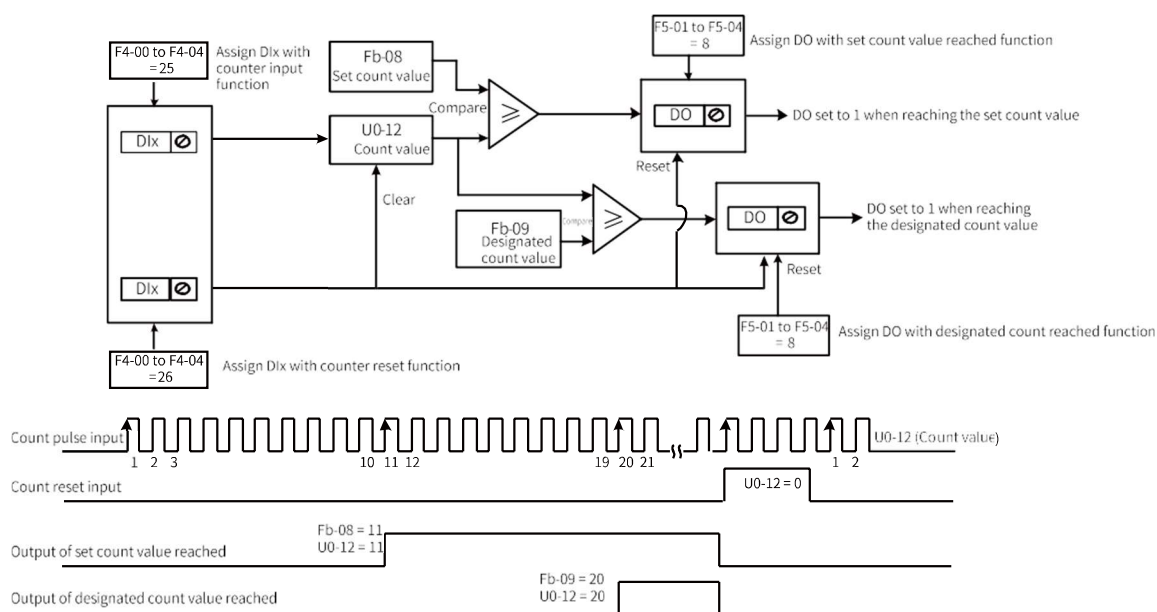 F4-00 to F4-04
=25
Assign DIx with
counter input
function
Fb-08
Set count value
F5-01 to F5-04
= 8
Assign DO with set count value reached function
Compare
≥
DIx
U0-12
Count value
DO
DO set to 1 when reaching the set count value
Reset
Clear
Fb-09
Designated
count value
Compare
≥
DO
DO set to 1 when reaching
the designated count value
Reset
DIx
F5-01 to F5-04
= 8
Assign DO with designated count reached function
F4-00 to F4-04
=26
Assign DIx with counter reset function
Count pulse input
U0-12 (Count value)
1 2 3 10 11 12 19 20 21 1 2
Count reset input
U0-12 = 0
Fb-08 = 11
U0-12 = 11
Output of set count value reached
Fb-09 = 20
U0-12 = 20
Output of designated count value reached